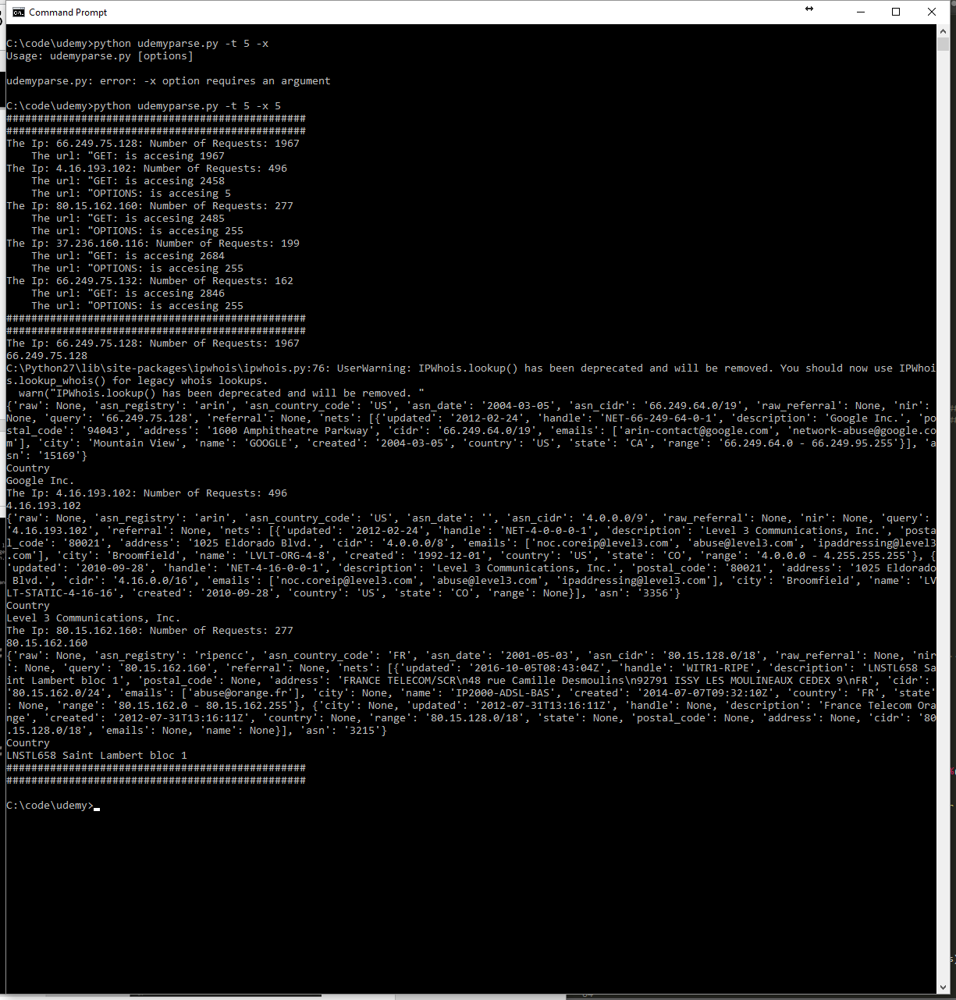 Command Prompt
C:\code\udemy>python udemyparse.py -t 5 -x
Usage: udemyparse.py [options]
udemyparse.py: error: -x option requires an argument
C:\code\udemy>python udemyparse.py -t 5 -x 5
################################################
################################################
The Ip: 66.249.75.128: Number of Requests: 1967
The url: "GET: is accesing 1967
The Ip: 4.16.193.102: Number of Requests: 496
The url: "GET: is accesing 2458
The url: "OPTIONS: is accesing 5
The Ip: 80.15.162.160: Number of Requests: 277
The url: "GET: is accesing 2485
The url: "OPTIONS: is accesing 255
The Ip: 37.236.160.116: Number of Requests: 199
The url: "GET: is accesing 2684
The url: "OPTIONS: is accesing 255
The Ip: 66.249.75.132: Number of Requests: 162
The url: "GET: is accesing 2846
The url: "OPTIONS: is accesing 255
################################################
################################################
The Ip: 66.249.75.128: Number of Requests: 1967
66.249.75.128
C:\Python27\lib\site-packages\ipwhois\ipwhois.py:76: UserWarning: IPWhois.lookup() has been deprecated and will be removed. You should now use IPWhoi
s.lookup_whois() for legacy whois lookups.
warn("IPWhois.lookup() has been deprecated and will be removed. "
{'raw': None, 'asn_registry': 'arin', 'asn_country_code': 'US', 'asn_date': '2004-03-05', 'asn_cidr': '66.249.64.0/19', 'raw_referral': None, 'nir':
None, 'query': '66.249.75.128', 'referral': None, 'nets': [{'updated': '2012-02-24', 'handle': 'NET-66-249-64-0-1', 'description': 'Google Inc.', 'po
stal_code': '94043', 'address': '1600 Amphitheatre Parkway', 'cidr': '66.249.64.0/19', 'emails': ['arin-contact@google.com', 'network-abuse@google.co
m'], 'city': 'Mountain View', 'name': 'GOOGLE', 'created': '2004-03-05', 'country': 'US', 'state': 'CA', 'range': '66.249.64.0 - 66.249.95.255'}], 'a
sn': '15169'}
Country
Google Inc.
The Ip: 4.16.193.102: Number of Requests: 496
4.16.193.102
{'raw': None, 'asn_registry': 'arin', 'asn_country_code': 'US', 'asn_date': '', 'asn_cidr': '4.0.0.0/9', 'raw_referral': None, 'nir': None, 'query':
'4.16.193.102', 'referral': None, 'nets': [{'updated': '2012-02-24', 'handle': 'NET-4-0-0-0-1', 'description': 'Level 3 Communications, Inc.', 'posta
l_code': '80021', 'address': '1025 Eldorado Blvd.', 'cidr': '4.0.0.0/8', 'emails': ['noc.coreip@level3.com', 'abuse@level3.com', 'ipaddressing@level3
.com'], 'city': 'Broomfield', 'name': 'LVLT-ORG-4-8', 'created': '1992-12-01', 'country': 'US', 'state': 'CO', 'range': '4.0.0.0 - 4.255.255.255'}, {
'updated': '2010-09-28', 'handle': 'NET-4-16-0-0-1', 'description': 'Level 3 Communications, Inc.', 'postal_code': '80021', 'address': '1025 Eldorado
Blvd.', 'cidr': '4.16.0.0/16', 'emails': ['noc.coreip@level3.com', 'abuse@level3.com', 'ipaddressing@level3.com'], 'city': 'Broomfield', 'name': 'LV
LT-STATIC-4-16-16', 'created': '2010-09-28', 'country': 'US', 'state': 'CO', 'range': None}], 'asn': '3356'}
Country
Level 3 Communications, Inc.
The Ip: 80.15.162.160: Number of Requests: 277
80.15.162.160
{'raw': None, 'asn_registry': 'ripencc', 'asn_country_code': 'FR', 'asn_date': '2001-05-03', 'asn_cidr': '80.15.128.0/18', 'raw_referral': None, 'nir
': None, 'query': '80.15.162.160', 'referral': None, 'nets': [{'updated': '2016-10-05T08:43:04Z', 'handle': 'WITR1-RIPE', 'description': 'LNSTL658 Sa
int Lambert bloc 1', 'postal_code': None, 'address': 'FRANCE TELECOM/SCR\n48 rue Camille Desmoulins\n92791 ISSY LES MOULINEAUX CEDEX 9\nFR', 'cidr':
'80.15.162.0/24', 'emails': ['abuse@orange.fr'], 'city': None, 'name': 'IP2000-ADSL-BAS', 'created': '2014-07-07T09:32:10Z', 'country': 'FR', 'state'
: None, 'range': '80.15.162.0 - 80.15.162.255'}, {'city': None, 'updated': '2012-07-31T13:16:11Z', 'handle': None, 'description': 'France Telecom Ora
nge', 'created': '2012-07-31T13:16:11Z', 'country': None, 'range': '80.15.128.0/18', 'state': None, 'postal_code': None, 'address': None, 'cidr': '80
.15.128.0/18', 'emails': None, 'name': None}], 'asn': '3215'}
Country
LNSTL658 Saint Lambert bloc 1
################################################
################################################
C:\code\udemy>